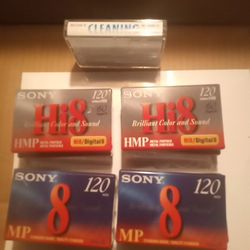 CLEANING
SONY 120
Hi8
Brilliant Color and Sound
HMP Hi8/Digital8
SONY 120
Hi8
Brilliant Color and Sound
HMP Hi8/Digital8
SONY 120
8
MP
SONY 120
8
MP